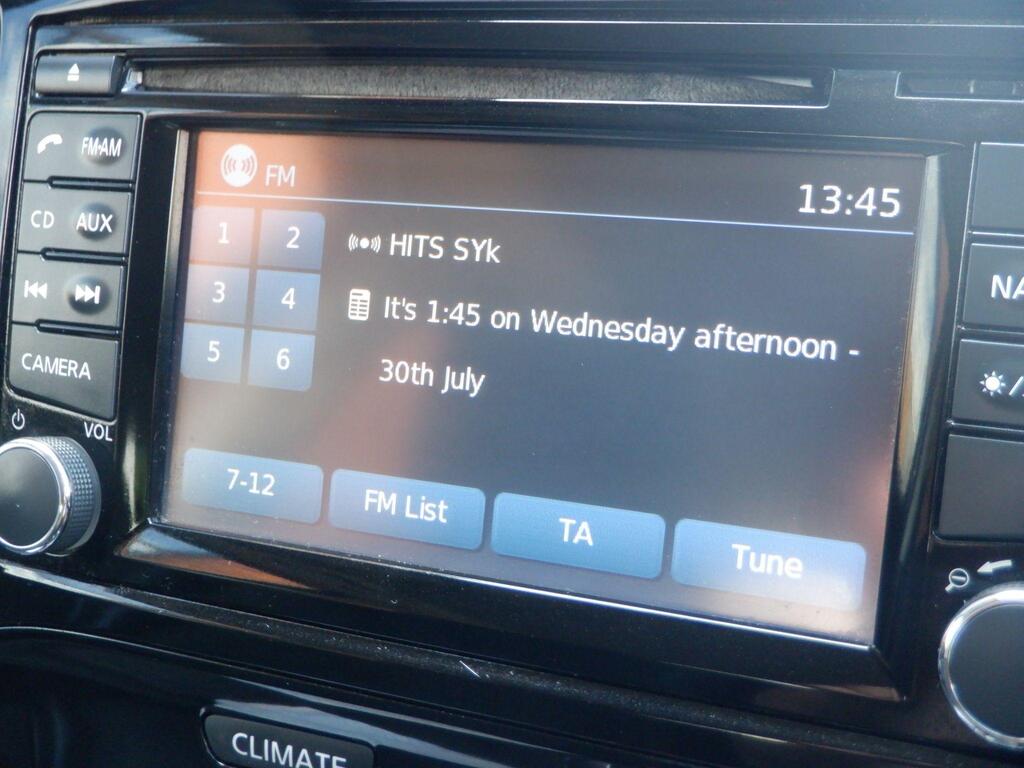 FM-AM
CD AUX
CAMERA
VOL
FM
13:45
1 2
3 4
5 6
HITS SYk
It's 1:45 on Wednesday afternoon -
30th July
7-12 FM List TA Tune
CLIMATE